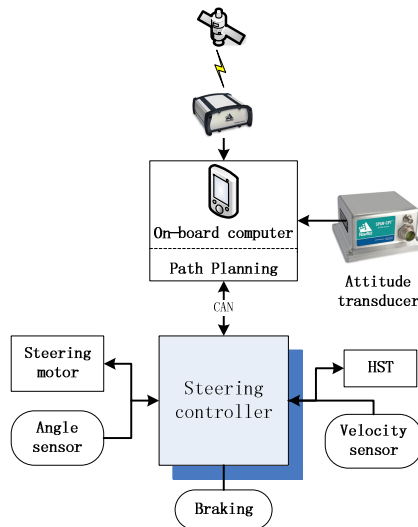 On-board computer
Path Planning
Attitude
transducer
CAN
Steering
motor
Steering
controller
HST
Angle
sensor
Velocity
sensor
Braking